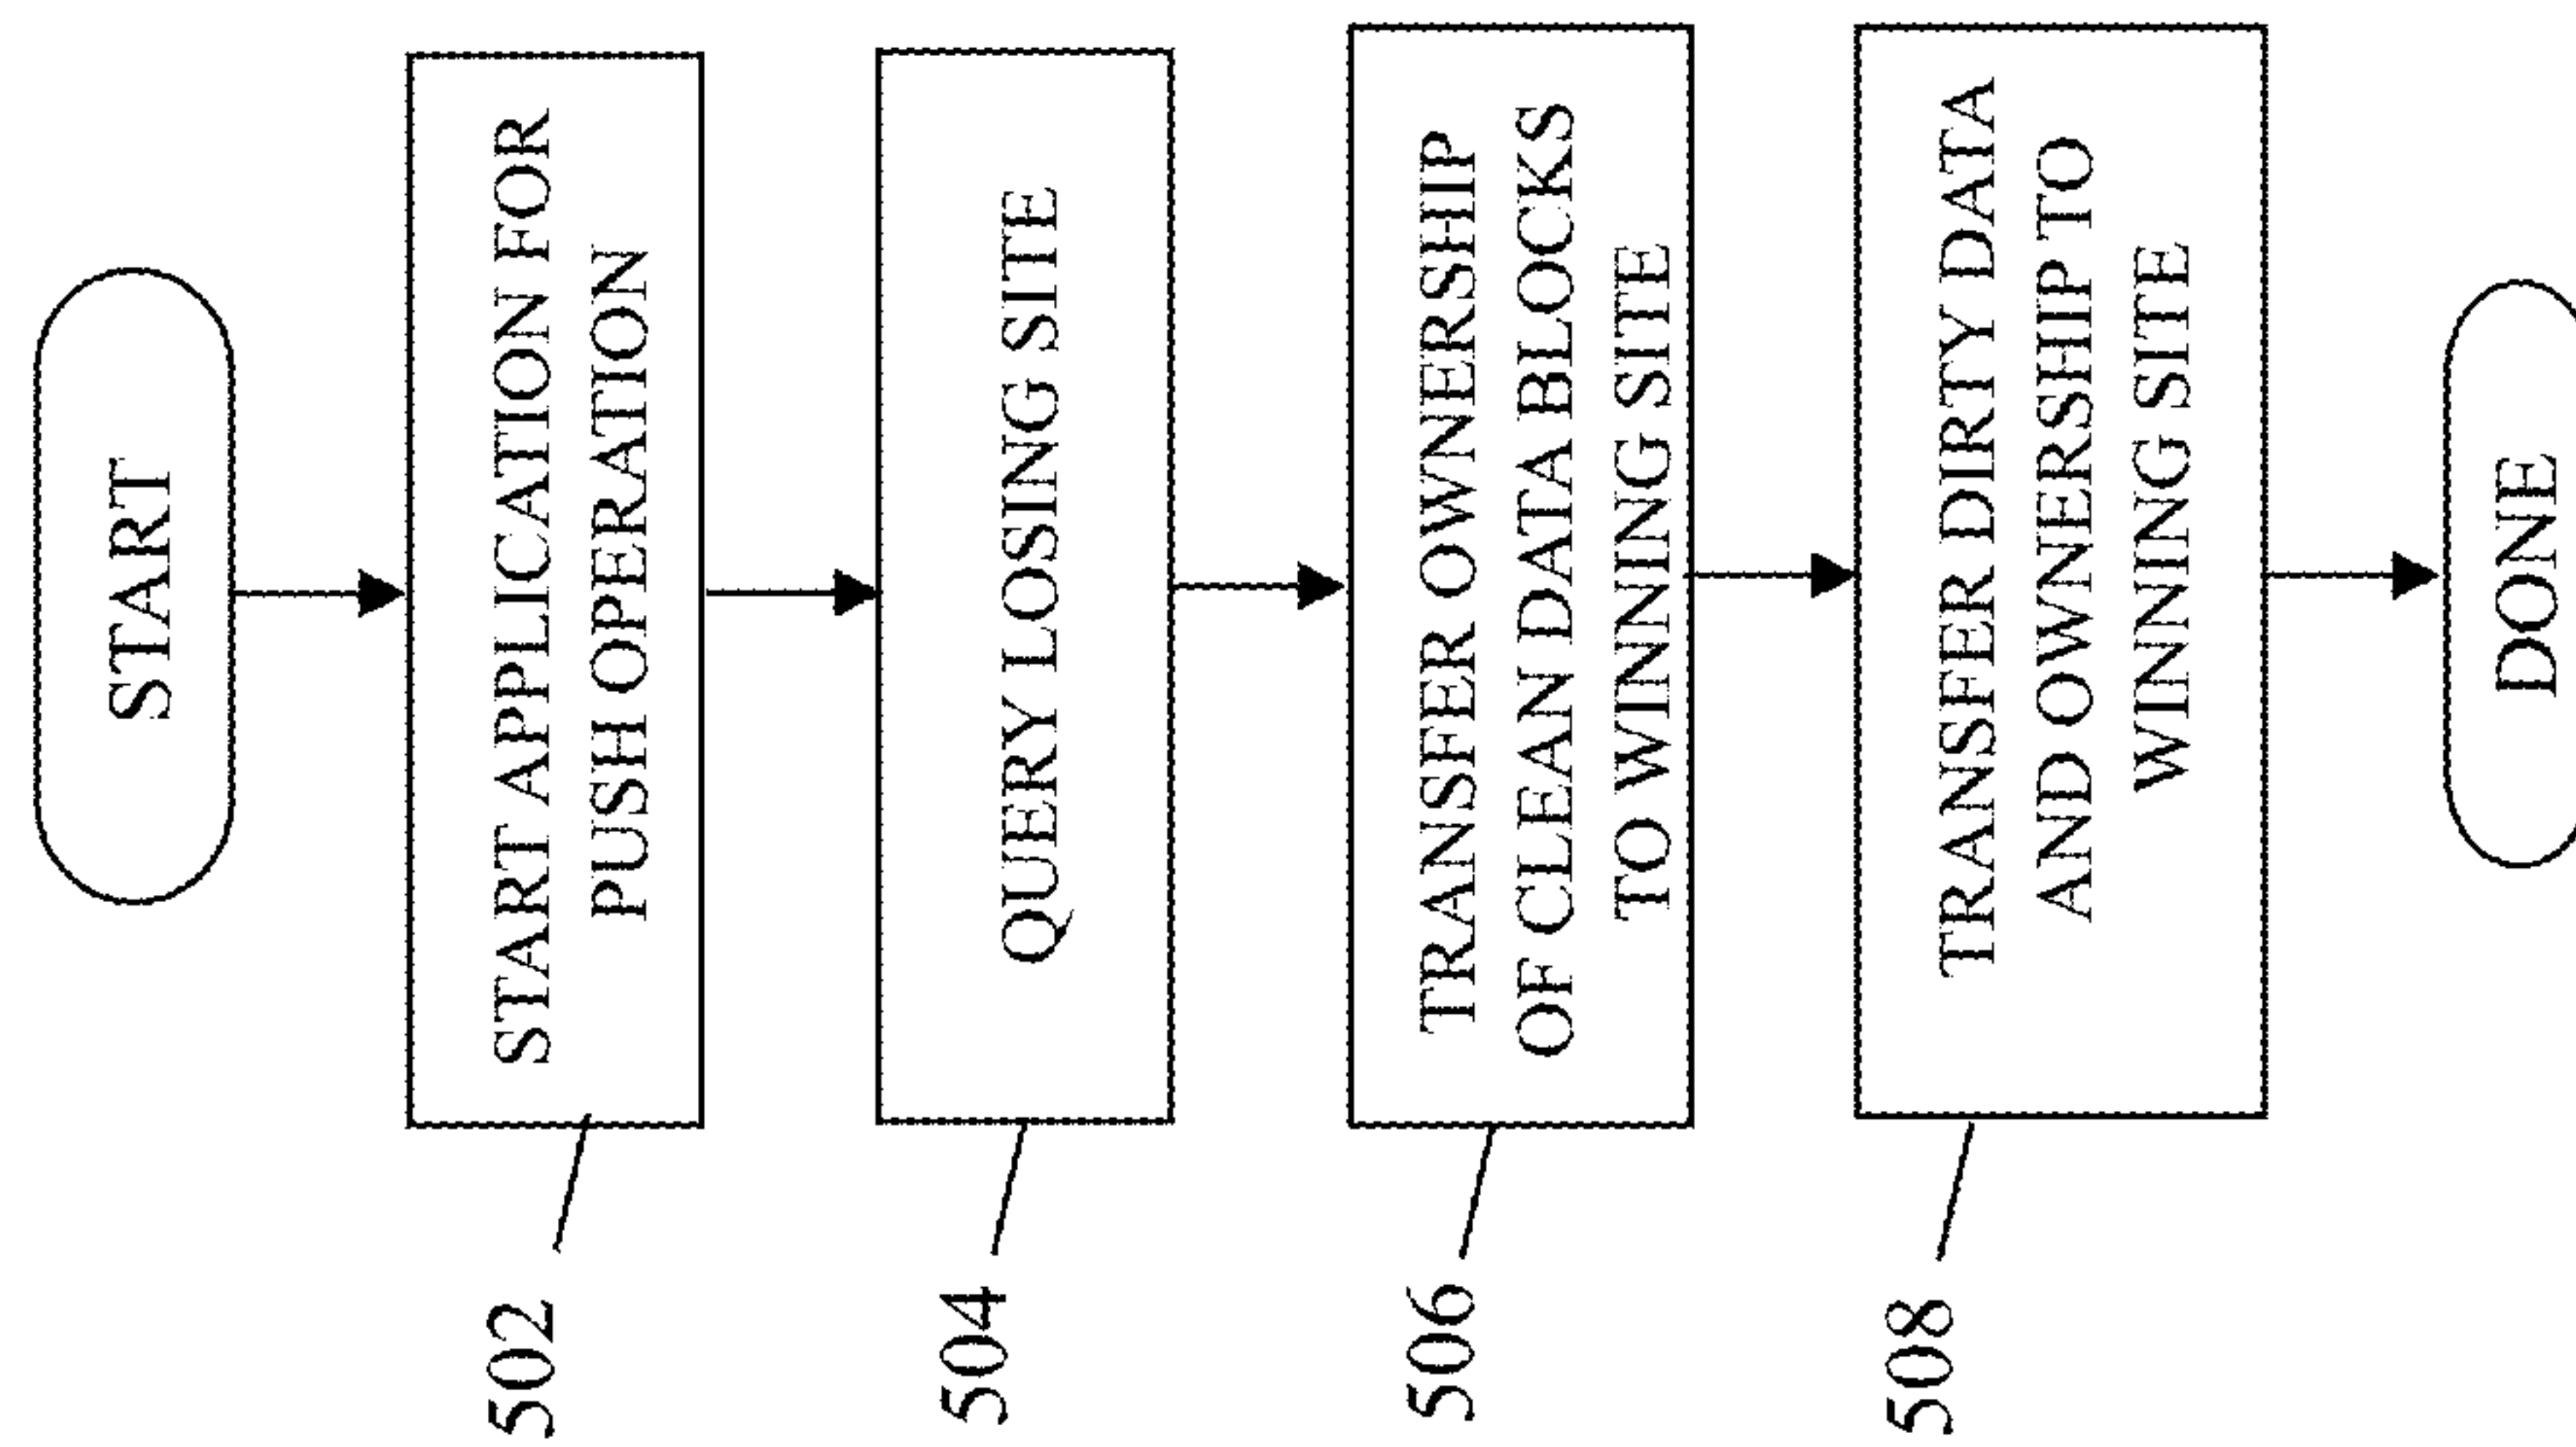 START
502
START APPLICATION FOR
PUSH OPERATION
504
QUERY LOSING SITE
506
TRANSFER OWNERSHIP
OF CLEAN DATA BLOCKS
TO WINNING SITE
508
TRANSFER DIRTY DATA
AND OWNERSHIP TO
WINNING SITE
DONE